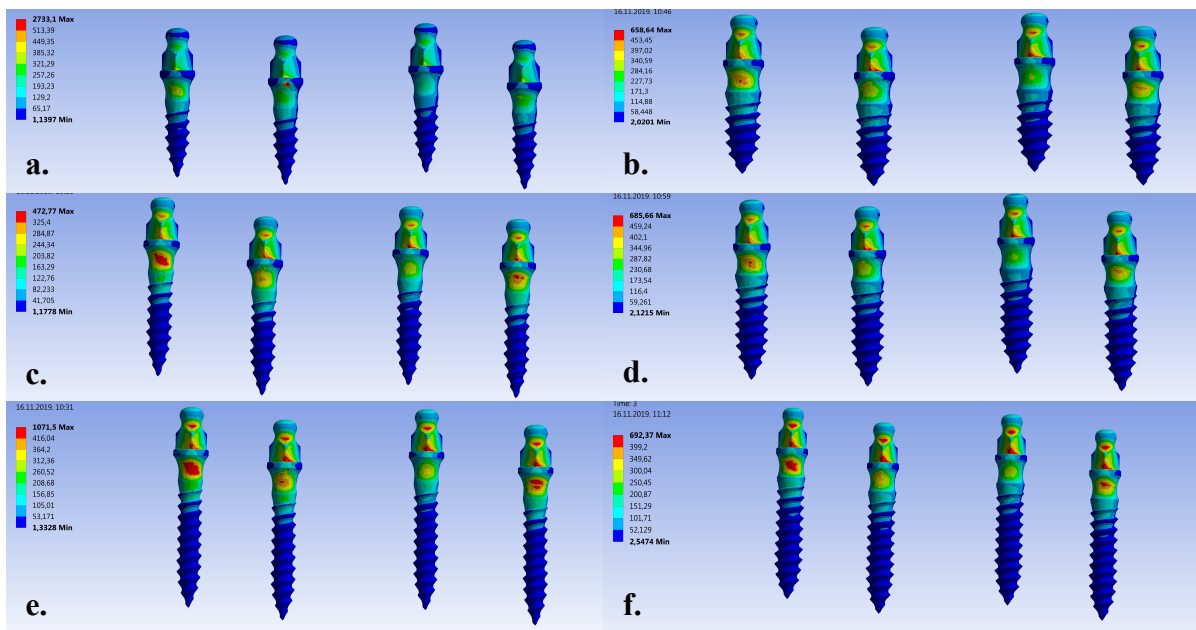 2733,1 Max
513,39
449,35
385,32
321,29
257,26
193,23
129,2
65,17
1,1397 Min
a.
16.11.2019. 10:46
658,64 Max
453,45
397,02
340,59
284,16
227,73
171,3
114,88
58,448
2,0201 Min
b.
472,77 Max
325,4
284,87
244,34
203,82
163,29
122,76
82,233
41,705
1,1778 Min
c.
16.11.2019. 10:59
685,66 Max
459,24
402,1
344,96
287,82
230,68
173,54
116,4
59,261
2,1215 Min
d.
16.11.2019. 10:31
1071,5 Max
416,04
364,2
312,36
260,52
208,68
156,85
105,01
53,171
1,3328 Min
e.
Time: 3
16.11.2019. 11:12
692,37 Max
399,2
349,62
300,04
250,45
200,87
151,29
101,71
52,129
2,5474 Min
f.